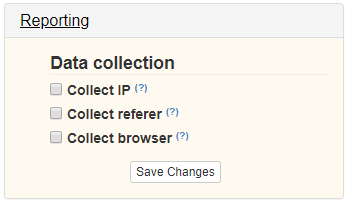 Reporting
Data collection
Collect IP (?)
Collect referer (?)
Collect browser (?)
Save Changes